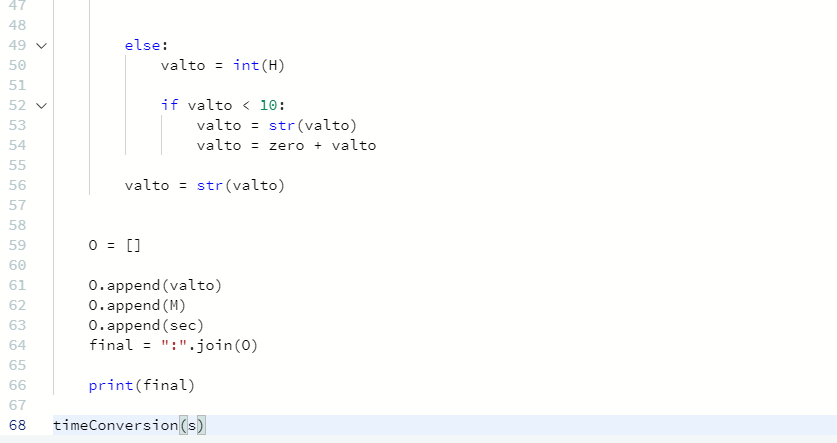 47
48
49 else:
50 valto = int(H)
51
52 if valto < 10:
53 valto = str(valto)
54 valto = zero + valto
55
56 valto = str(valto)
57
58
59 O = []
60
61 O.append(valto)
62 O.append(M)
63 O.append(sec)
64 final = ":".join(O)
65
66 print(final)
67
68 timeConversion(s)